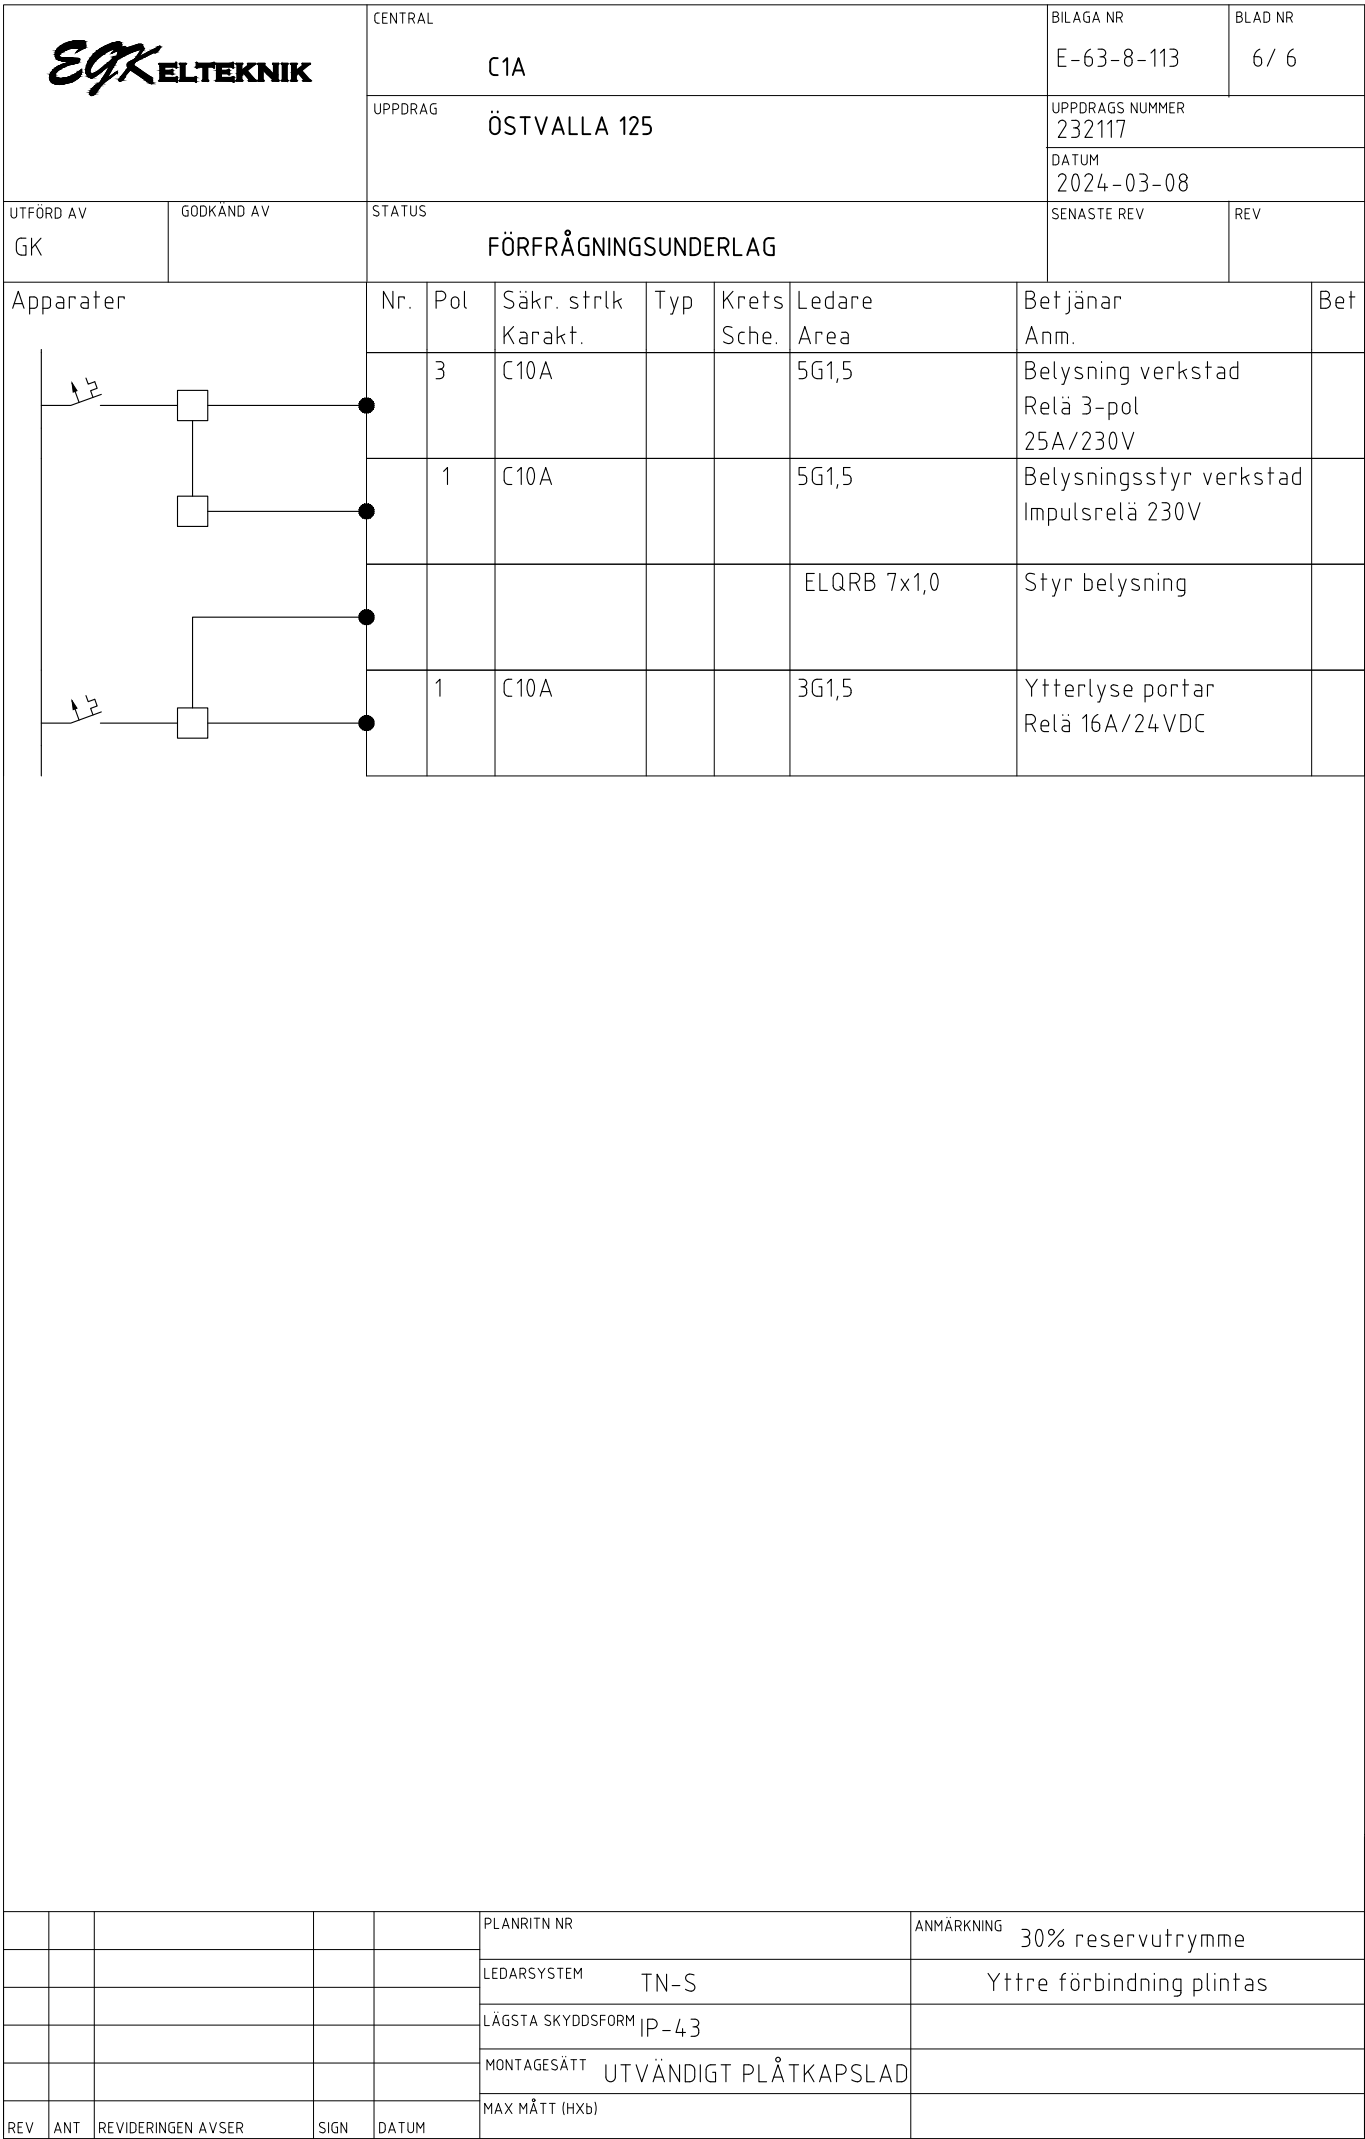 EGK ELTEKNIK
CENTRAL
C1A
BILAGA NR
E-63-8-113
BLAD NR
6/ 6
UPPDRAG
ÖSTVALLA 125
UPPDRAGS NUMMER
232117
DATUM
2024-03-08
UTFÖRD AV
GK
GODKÄND AV
STATUS
FÖRFRÅGNINGSUNDERLAG
SENASTE REV
REV
Apparater
Nr.
Pol
Säkr. strlk
Karakt.
Typ
Krets
Sche.
Ledare
Area
Betjänar
Anm.
Bet
3
C10A
5G1,5
Belysning verkstad
Relä 3-pol
25A/230V
1
C10A
5G1,5
Belysningsstyr verkstad
Impulsrelä 230V
ELQRB 7x1,0
Styr belysning
1
C10A
3G1,5
Ytterlyse portar
Relä 16A/24VDC
PLANRITN NR
ANMÄRKNING
30% reservutrymme
LEDARSYSTEM
TN-S
Yttre förbindning plintas
LÄGSTA SKYDDSFORM
IP-43
MONTAGESÄTT
UTVÄNDIGT PLÅTKAPSLAD
MAX MÅTT (HXb)
REV
ANT
REVIDERINGEN AVSER
SIGN
DATUM